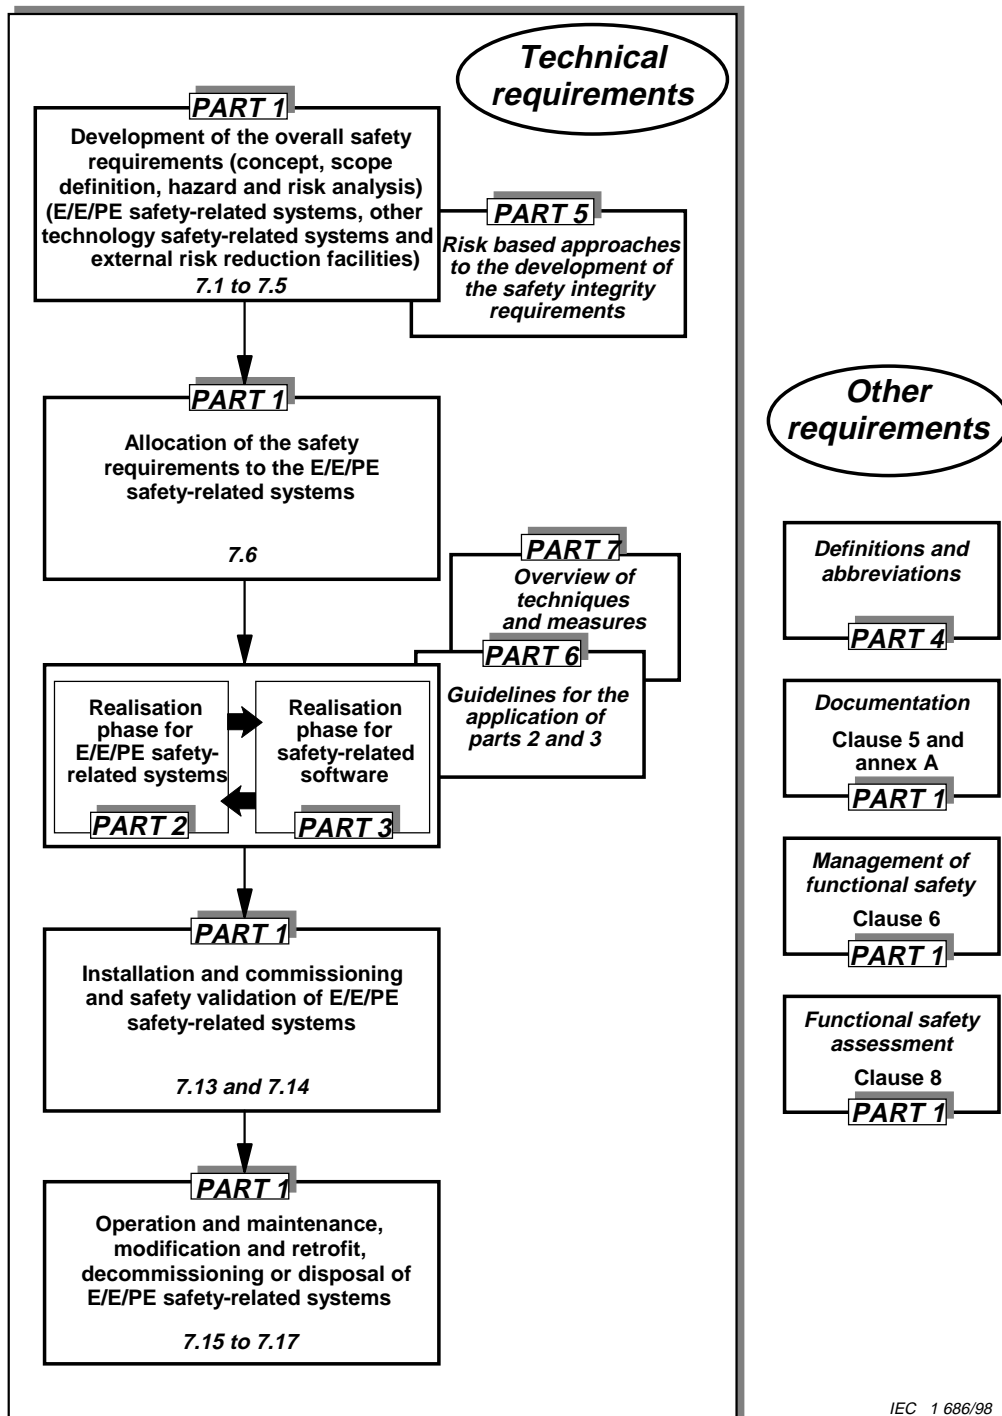 Technical
requirements
PART 1
Development of the overall safety
requirements (concept, scope
definition, hazard and risk analysis)
(E/E/PE safety-related systems, other
technology safety-related systems and
external risk reduction facilities)
7.1 to 7.5
PART 5
Risk based approaches
to the development of
the safety integrity
requirements
PART 1
Allocation of the safety
requirements to the E/E/PE
safety-related systems
7.6
PART 7
Overview of
techniques
and measures
PART 6
Guidelines for the
application of
parts 2 and 3
Realisation
phase for
E/E/PE safety-
related systems
PART 2
Realisation
phase for
safety-related
software
PART 3
PART 1
Installation and commissioning
and safety validation of E/E/PE
safety-related systems
7.13 and 7.14
PART 1
Operation and maintenance,
modification and retrofit,
decommissioning or disposal of
E/E/PE safety-related systems
7.15 to 7.17
Other
requirements
Definitions and
abbreviations
PART 4
Documentation
Clause 5 and
annex A
PART 1
Management of
functional safety
Clause 6
PART 1
Functional safety
assessment
Clause 8
PART 1
IEC 1 686/98